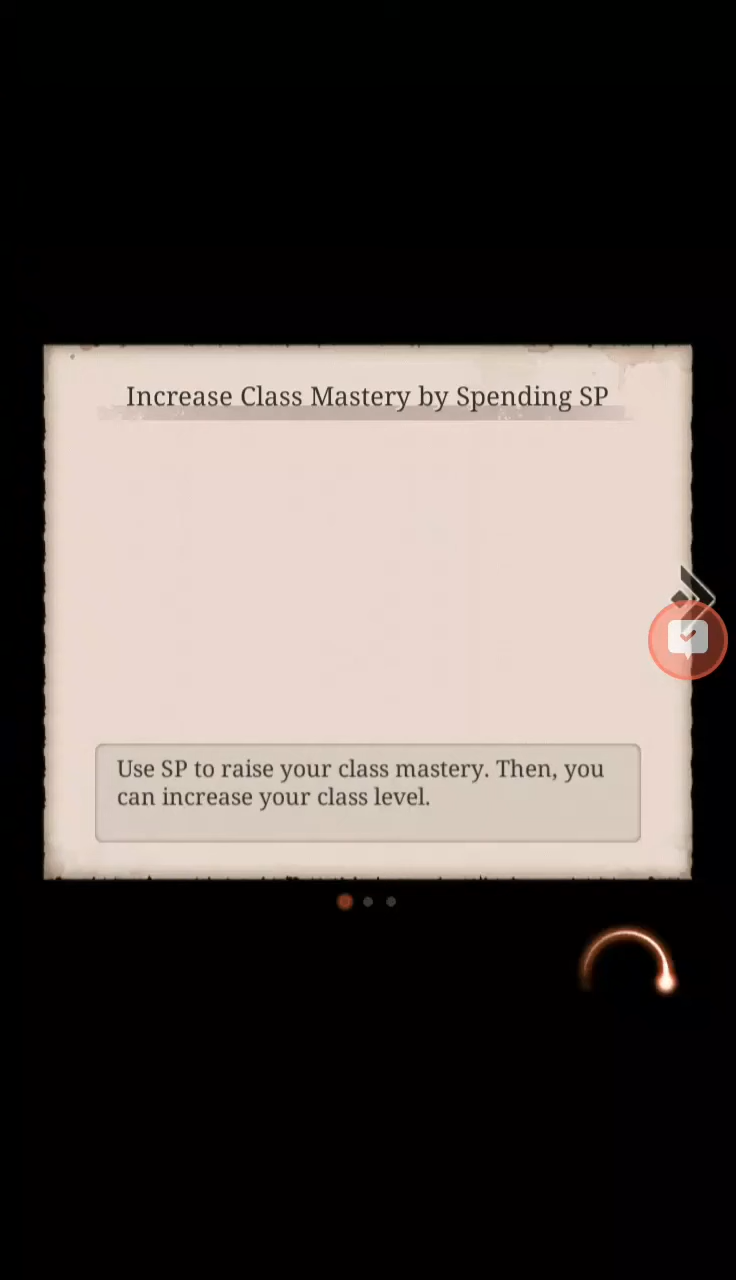 Increase Class Mastery by Spending SP
Use SP to raise your class mastery. Then, you
can increase your class level.